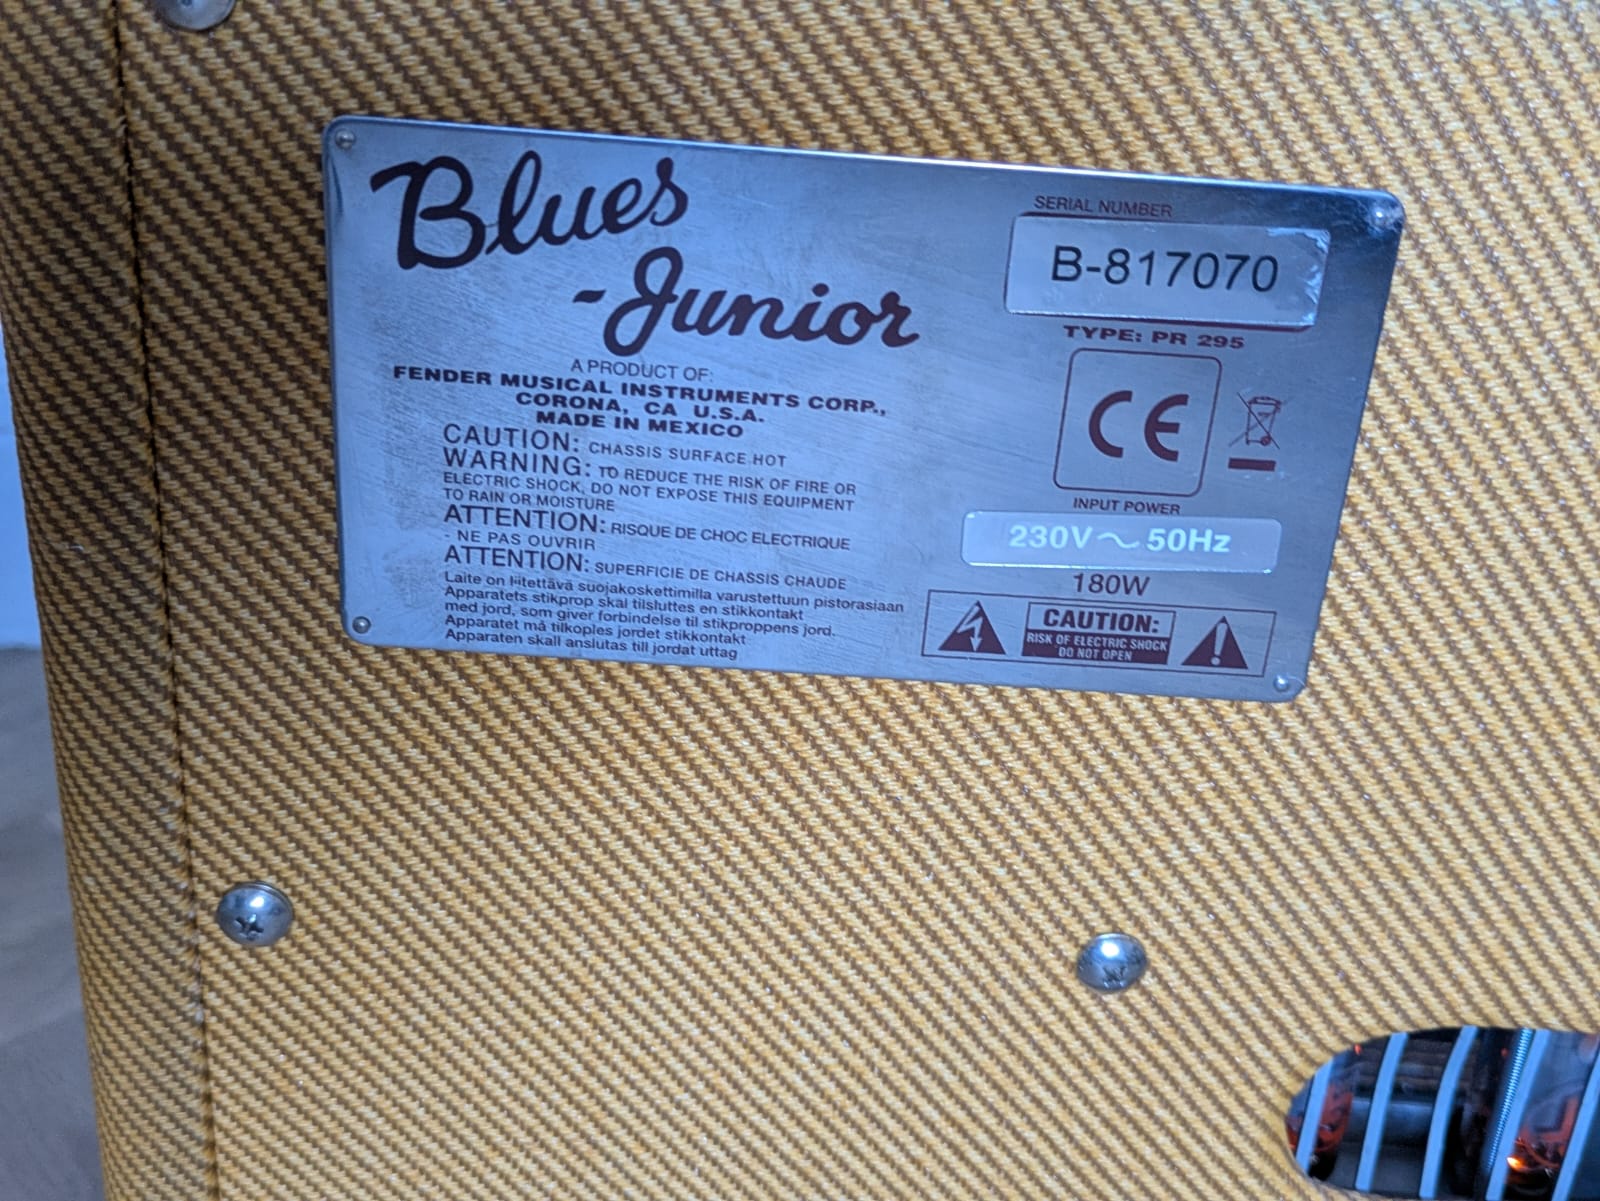 Blues
-Junior
A PRODUCT OF:
FENDER MUSICAL INSTRUMENTS CORP.,
CORONA, CA U.S.A.
MADE IN MEXICO
CAUTION: CHASSIS SURFACE HOT
WARNING: TO REDUCE THE RISK OF FIRE OR
ELECTRIC SHOCK, DO NOT EXPOSE THIS EQUIPMENT
TO RAIN OR MOISTURE
ATTENTION: RISQUE DE CHOC ELECTRIQUE
- NE PAS OUVRIR
ATTENTION: SUPERFICIE DE CHASSIS CHAUDE
Laite on liitettävä suojakoskettimilla varustettuun pistorasiaan
Apparatets stikprop skal tilsluttes en stikkontakt
med jord, som giver forbindelse til stikproppens jord.
Apparatet må tilkoples jordet stikkontakt
Apparaten skall anslutas till jordat uttag
SERIAL NUMBER
B-817070
TYPE: PR 295
CE
INPUT POWER
230V ~ 50Hz
180W
CAUTION:
RISK OF ELECTRIC SHOCK
DO NOT OPEN